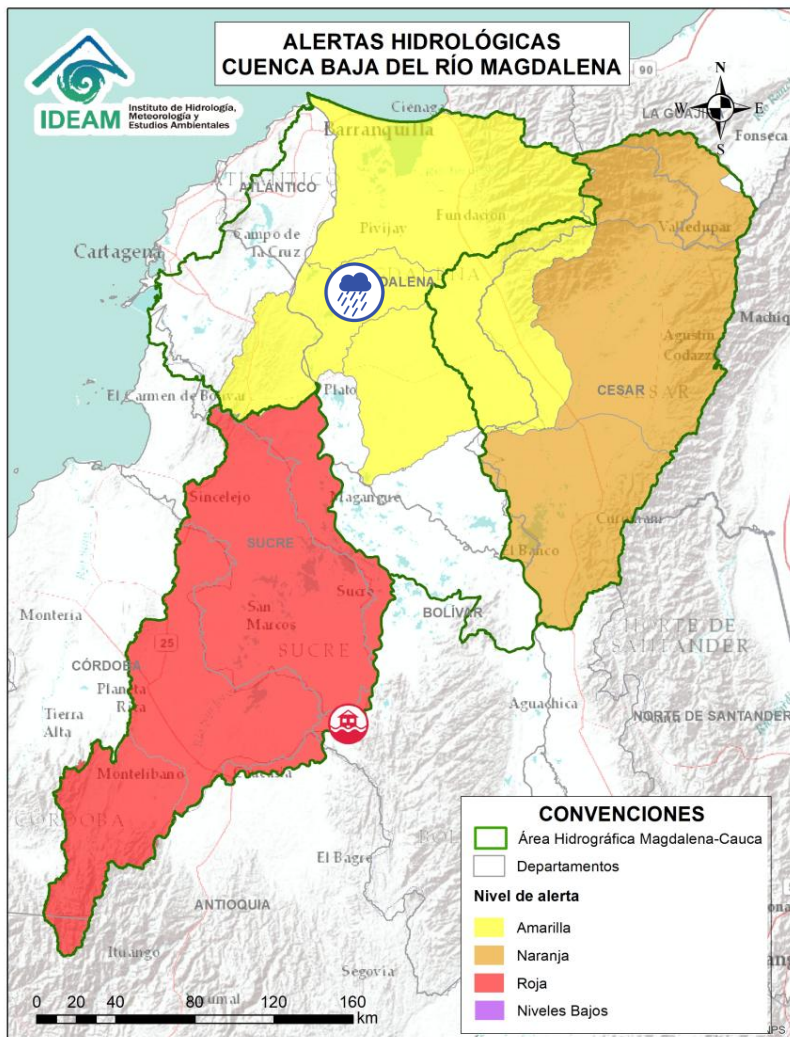 ALERTAS HIDROLÓGICAS
CUENCA BAJA DEL RÍO MAGDALENA
IDEAM
Instituto de Hidrología,
Meteorología y
Estudios Ambientales
N
W
E
S
90
Ciénaga
LA GUAJIRA
Barranquilla
Fonseca
ATLÁNTICO
Pivijay
Fundación
Valledupar
Cartagena
Campo de
La Cruz
DALENA
Machiq
Agustín
Codazzi
El Carmen de Bolívar
Plato
CESAR
CESAR
Sincelejo
Magangué
Curumaní
SUCRE
El Banco
Sucre
San
Marcos
BOLÍVAR
Montería
SUCRE
NORTE DE
SANTANDER
25
CÓRDOBA
Planeta
Rica
Tierra
Alta
Aguachica
NORTE DE SANTANDER
Montelíbano
CÓRDOBA
El Bagre
ANTIOQUIA
Ituango
Segovia
0 20 40 80 120 160
km
CONVENCIONES
Área Hidrográfica Magdalena-Cauca
Departamentos
Nivel de alerta
Amarilla
Naranja
Roja
Niveles Bajos